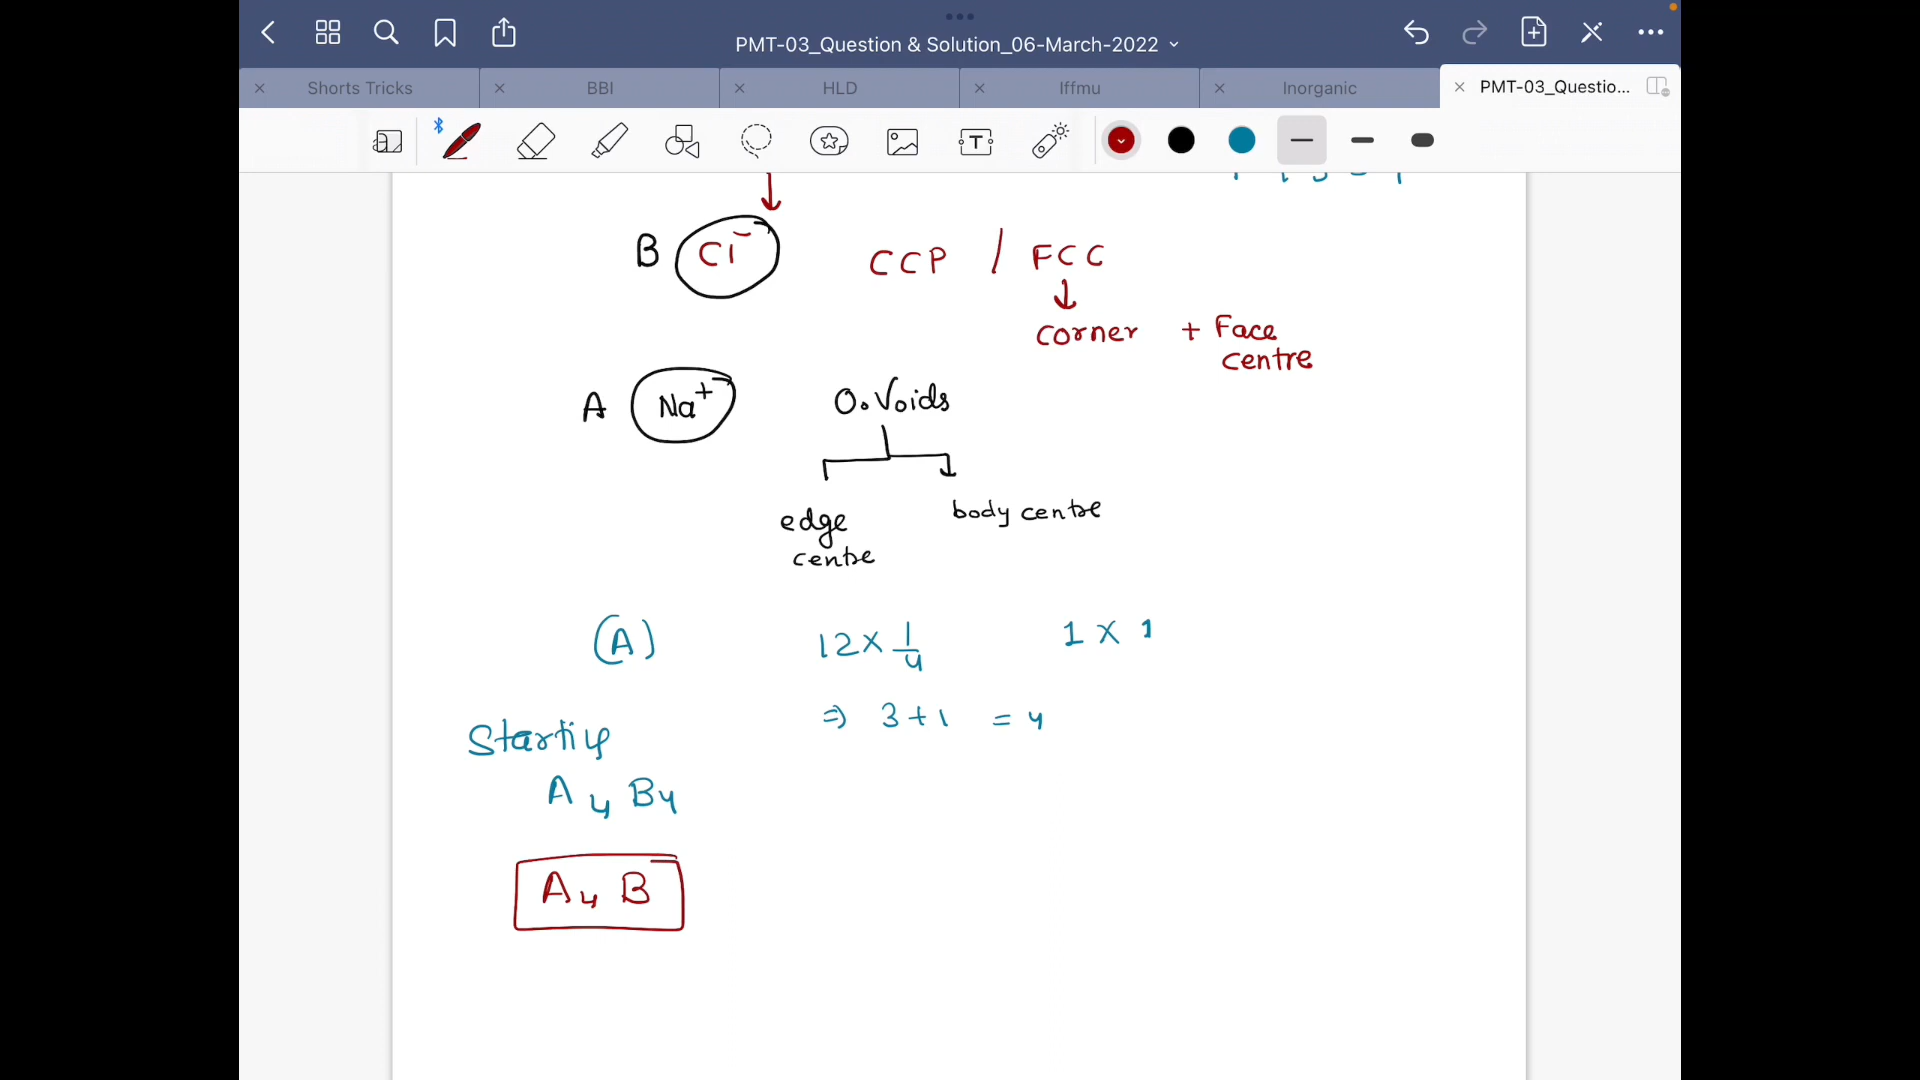 PMT-03_Question & Solution_06-March-2022
Shorts Tricks
BBI
HLD
Iffmu
Inorganic
PMT-03_Questio...
T
B Cl⁻ CCP / FCC
corner + Face
centre
A Na⁺ O.Voids
edge
centre
body centre
(A) 12 × 1/4 1 × 1
⇒ 3+1 = 4
Starting
A₄ B₄
A₄ B